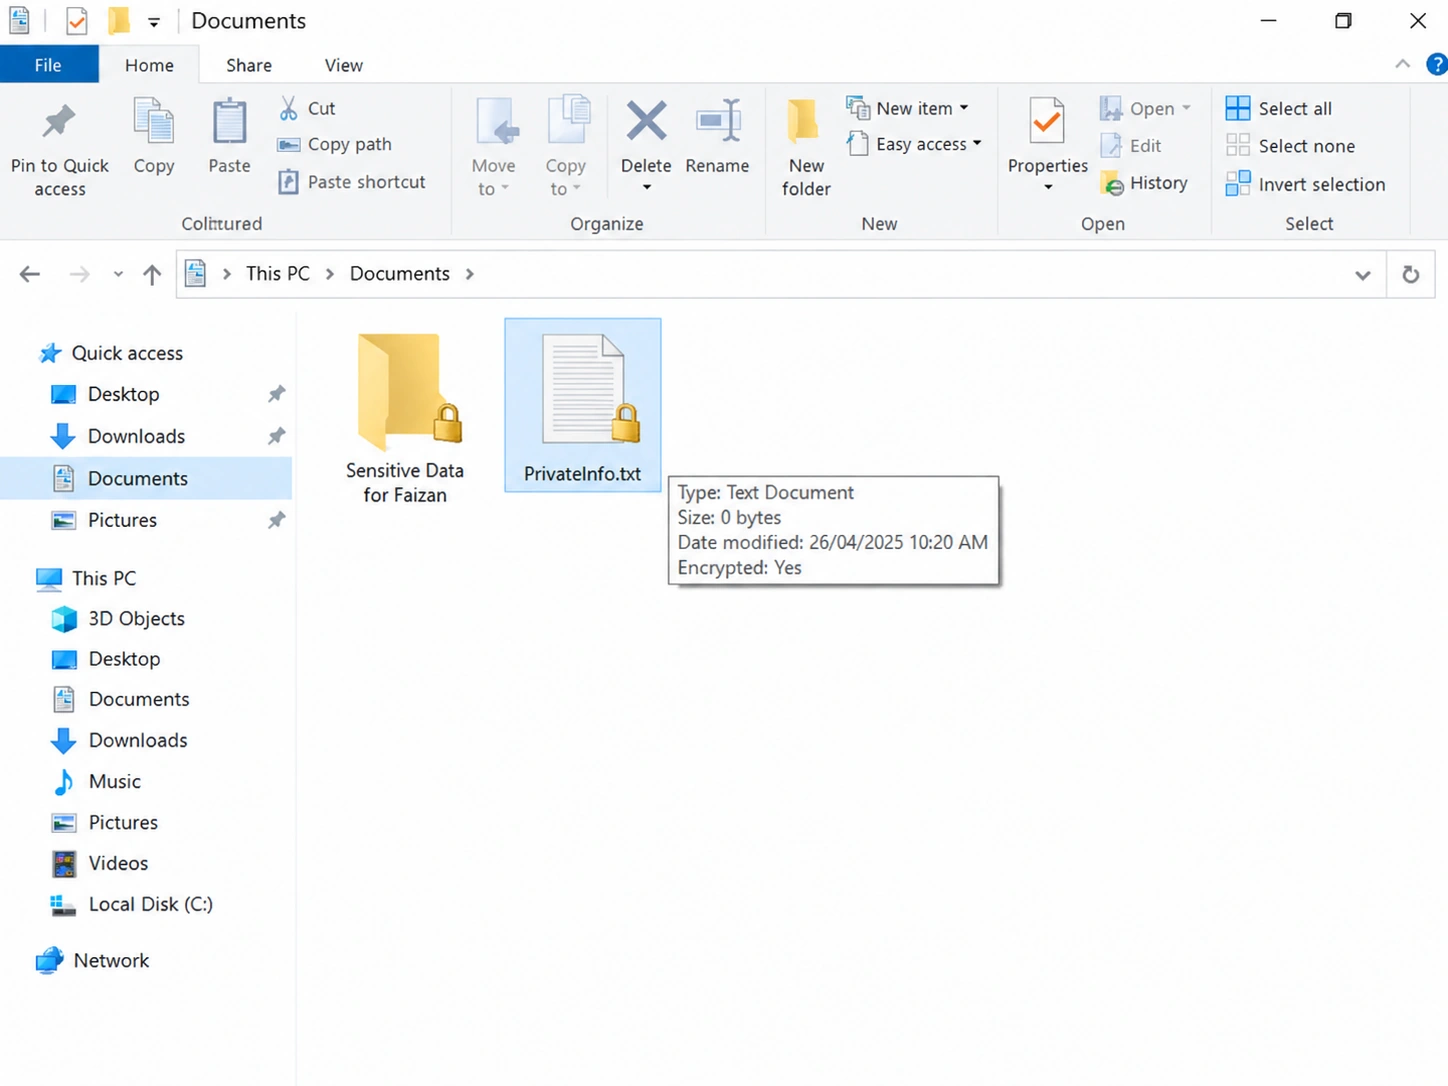 Documents
File Home Share View
?
Pin to Quick access
Copy
Paste
Cut
Copy path
Paste shortcut
Move to
Copy to
Delete
Rename
New folder
New item
Easy access
Properties
Open
Edit
History
Select all
Select none
Invert selection
Organize
New
Open
Select
This PC > Documents >
Quick access
Desktop
Downloads
Documents
Pictures
This PC
3D Objects
Desktop
Documents
Downloads
Music
Pictures
Videos
Local Disk (C:)
Network
Sensitive Data
for Faizan
PrivateInfo.txt
Type: Text Document
Size: 0 bytes
Date modified: 26/04/2025 10:20 AM
Encrypted: Yes